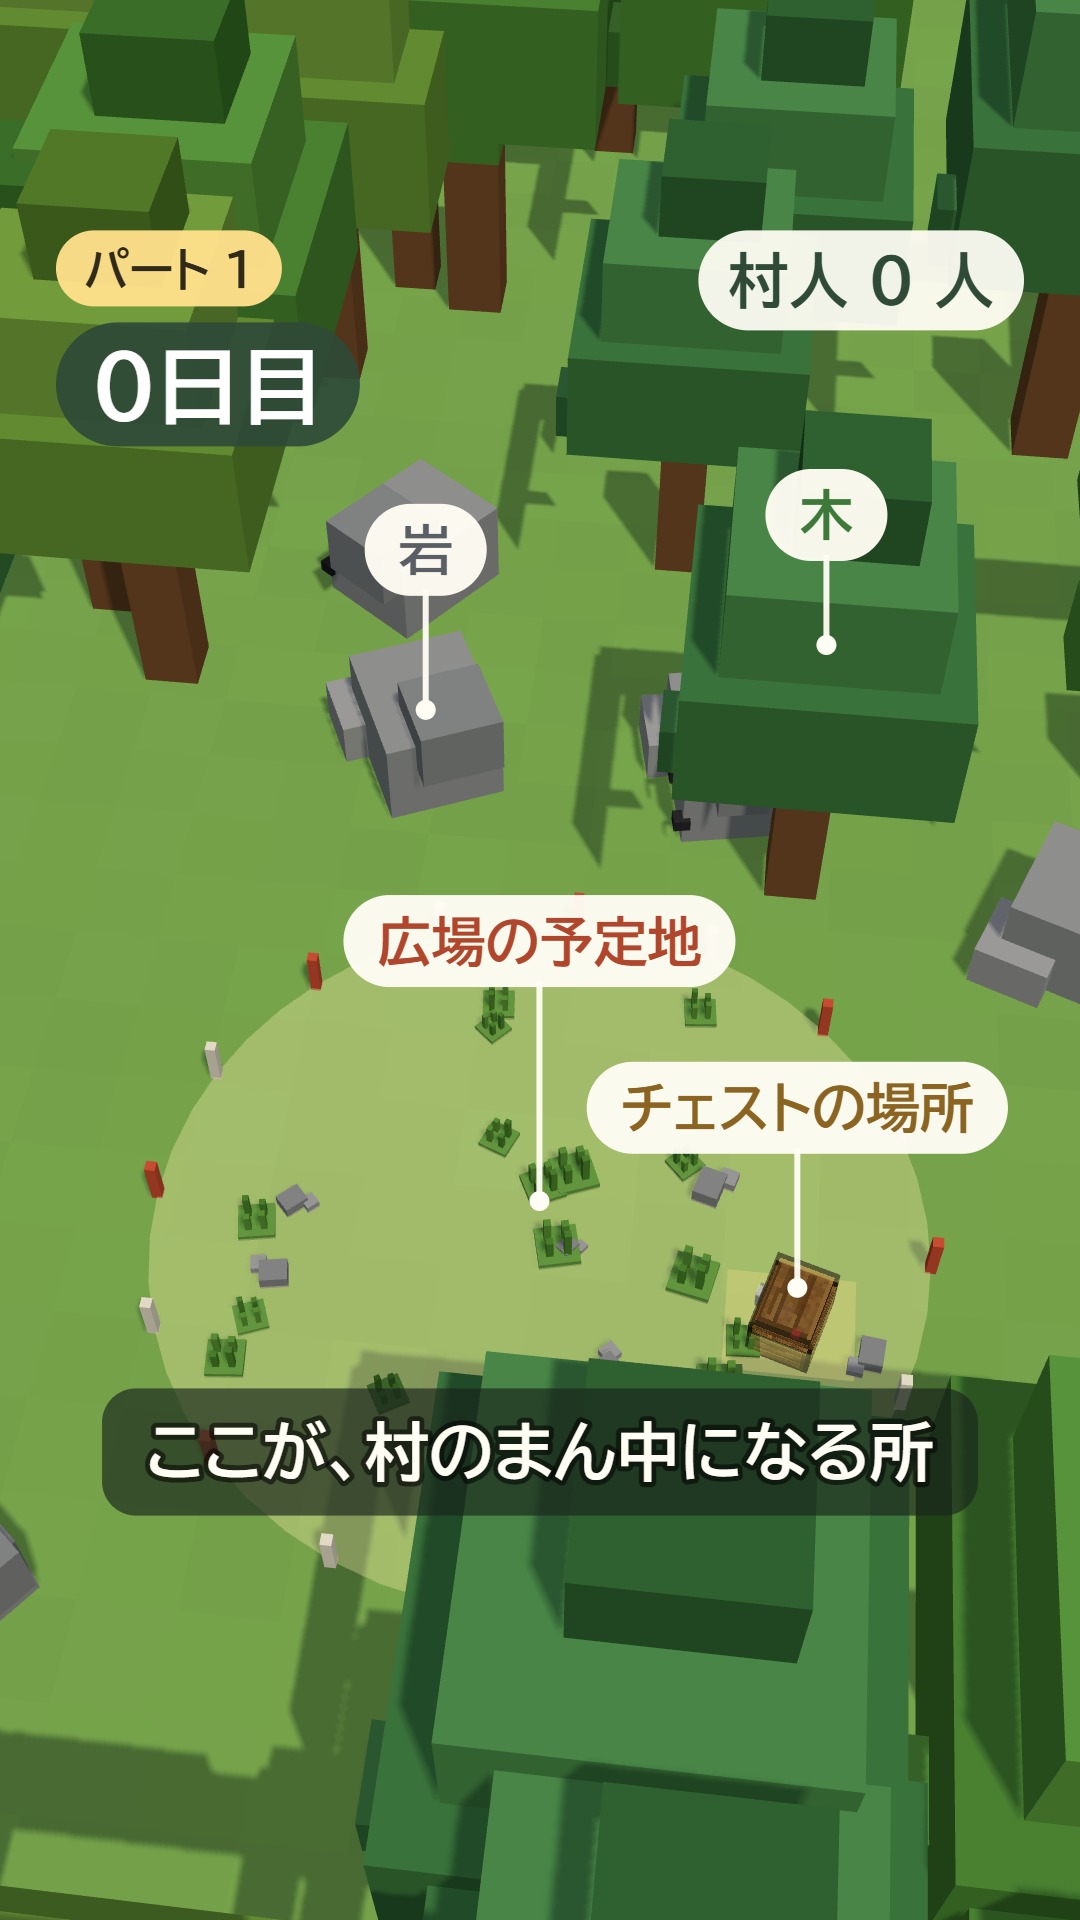 パート 1
0日目
村人 0 人
木
岩
広場の予定地
チェストの場所
ここが、村のまん中になる所